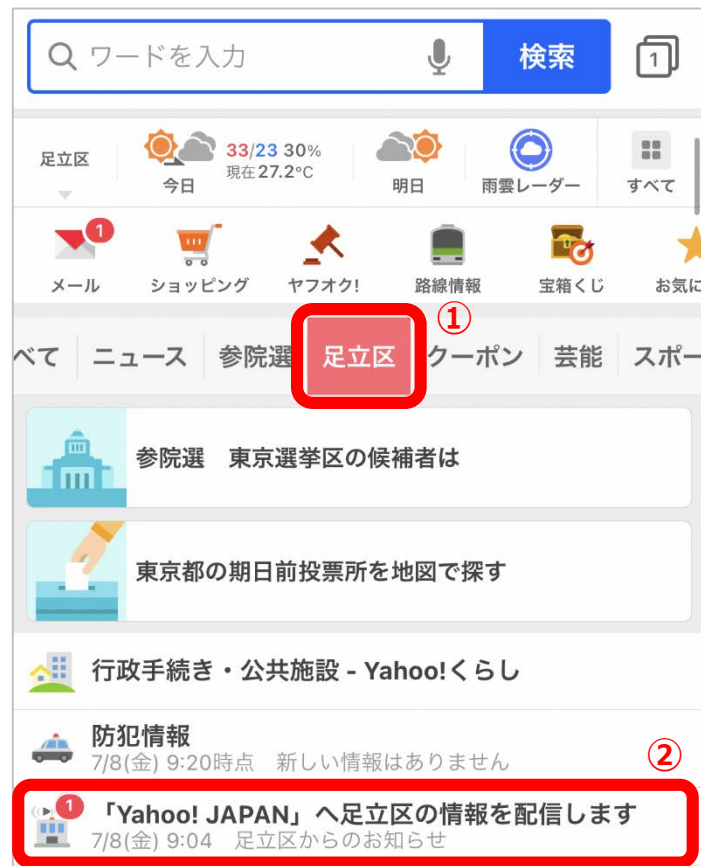 ワードを入力 検索 1
足立区 33/23 30% 現在27.2°C 今日 明日 雨雲レーダー すべて
1
メール ショッピング ヤフオク! 路線情報 宝箱くじ お気に
①
べて ニュース 参院選 足立区 クーポン 芸能 スポー
参院選 東京選挙区の候補者は
東京都の期日前投票所を地図で探す
行政手続き・公共施設 - Yahoo!くらし
防犯情報
7/8(金) 9:20時点 新しい情報はありません
②
1 「Yahoo! JAPAN」へ足立区の情報を配信します
7/8(金) 9:04 足立区からのお知らせ